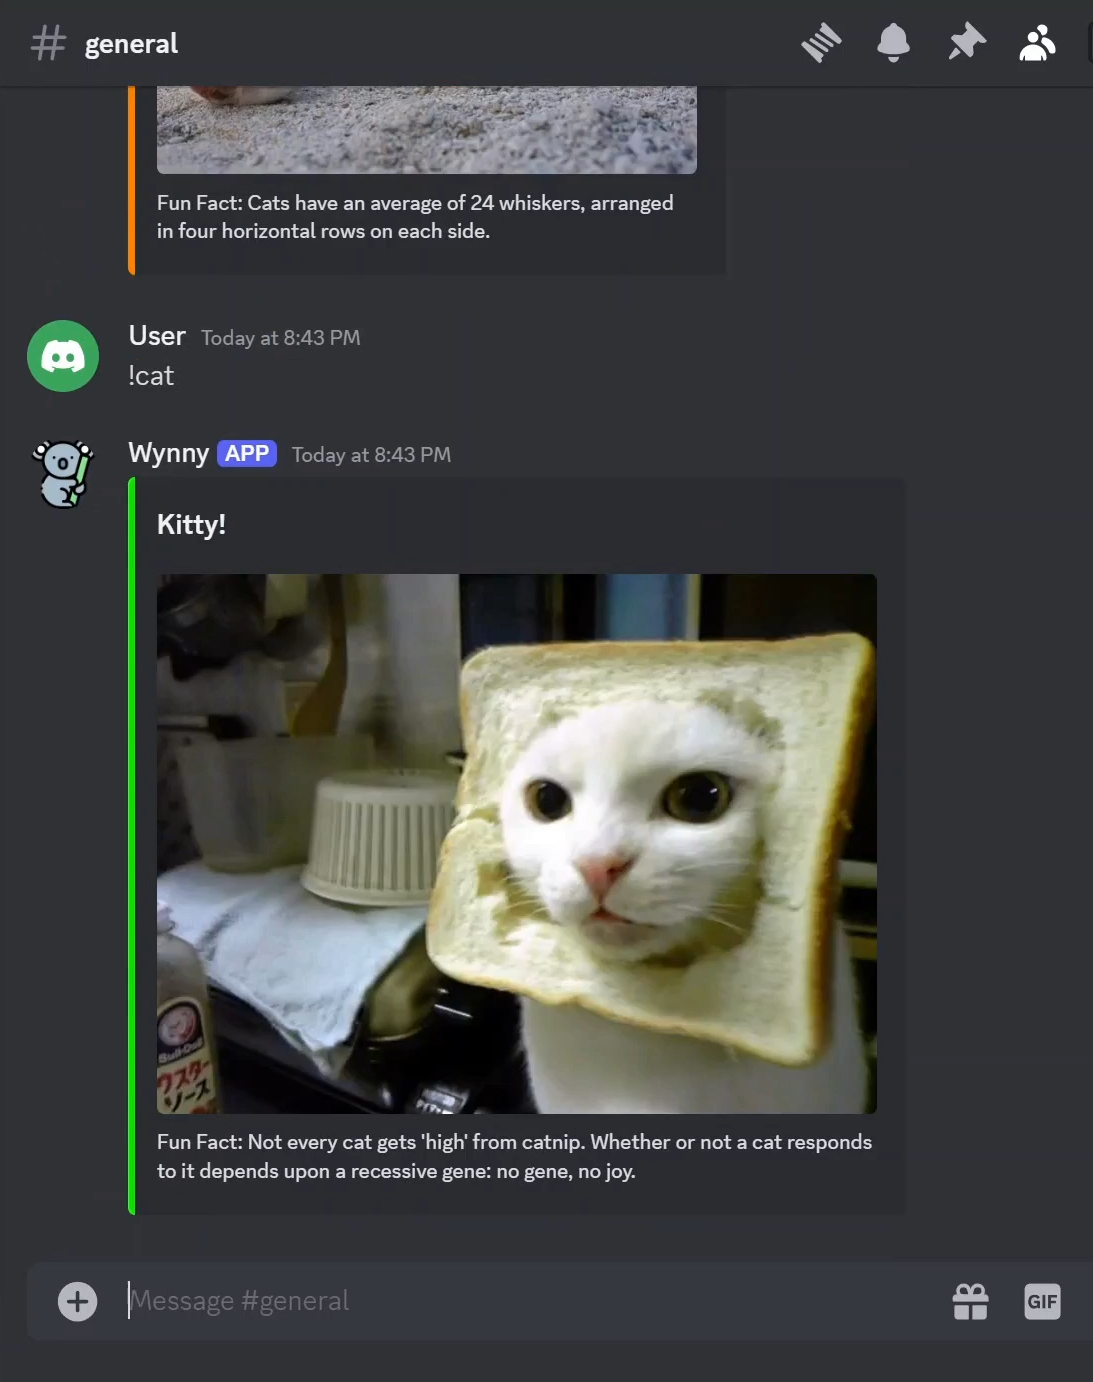 general
Fun Fact: Cats have an average of 24 whiskers, arranged
in four horizontal rows on each side.
User Today at 8:43 PM
!cat
Wynny APP Today at 8:43 PM
Kitty!
Bull-Dog
ウスター
ソース
Fun Fact: Not every cat gets 'high' from catnip. Whether or not a cat responds
to it depends upon a recessive gene: no gene, no joy.
Message #general
GIF